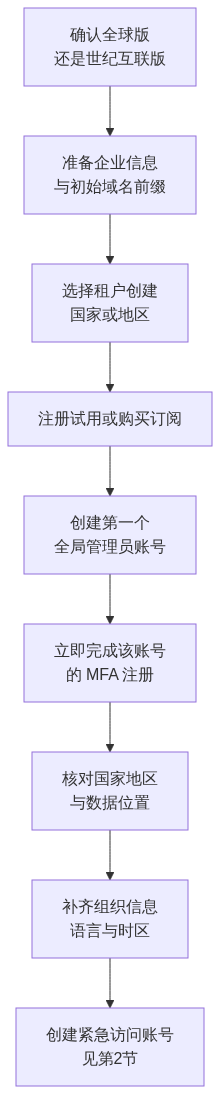 确认全球版
还是世纪互联版
准备企业信息
与初始域名前缀
选择租户创建
国家或地区
注册试用或购买订阅
创建第一个
全局管理员账号
立即完成该账号
的 MFA 注册
核对国家地区
与数据位置
补齐组织信息
语言与时区
创建紧急访问账号
见第2节